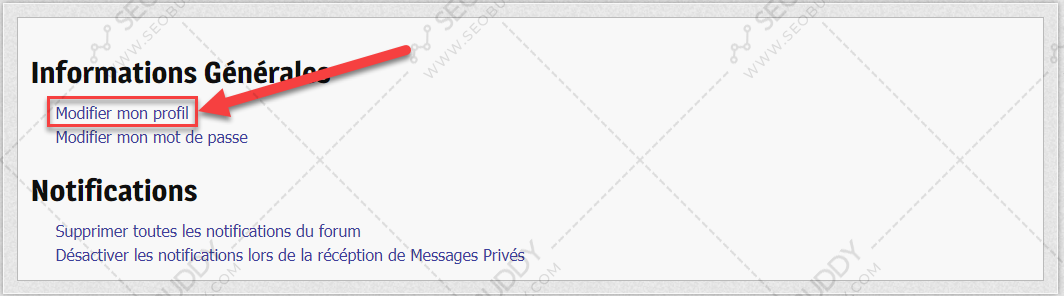 Informations Générales
Modifier mon profil
Modifier mon mot de passe
Notifications
Supprimer toutes les notifications du forum
Désactiver les notifications lors de la récéption de Messages Privés